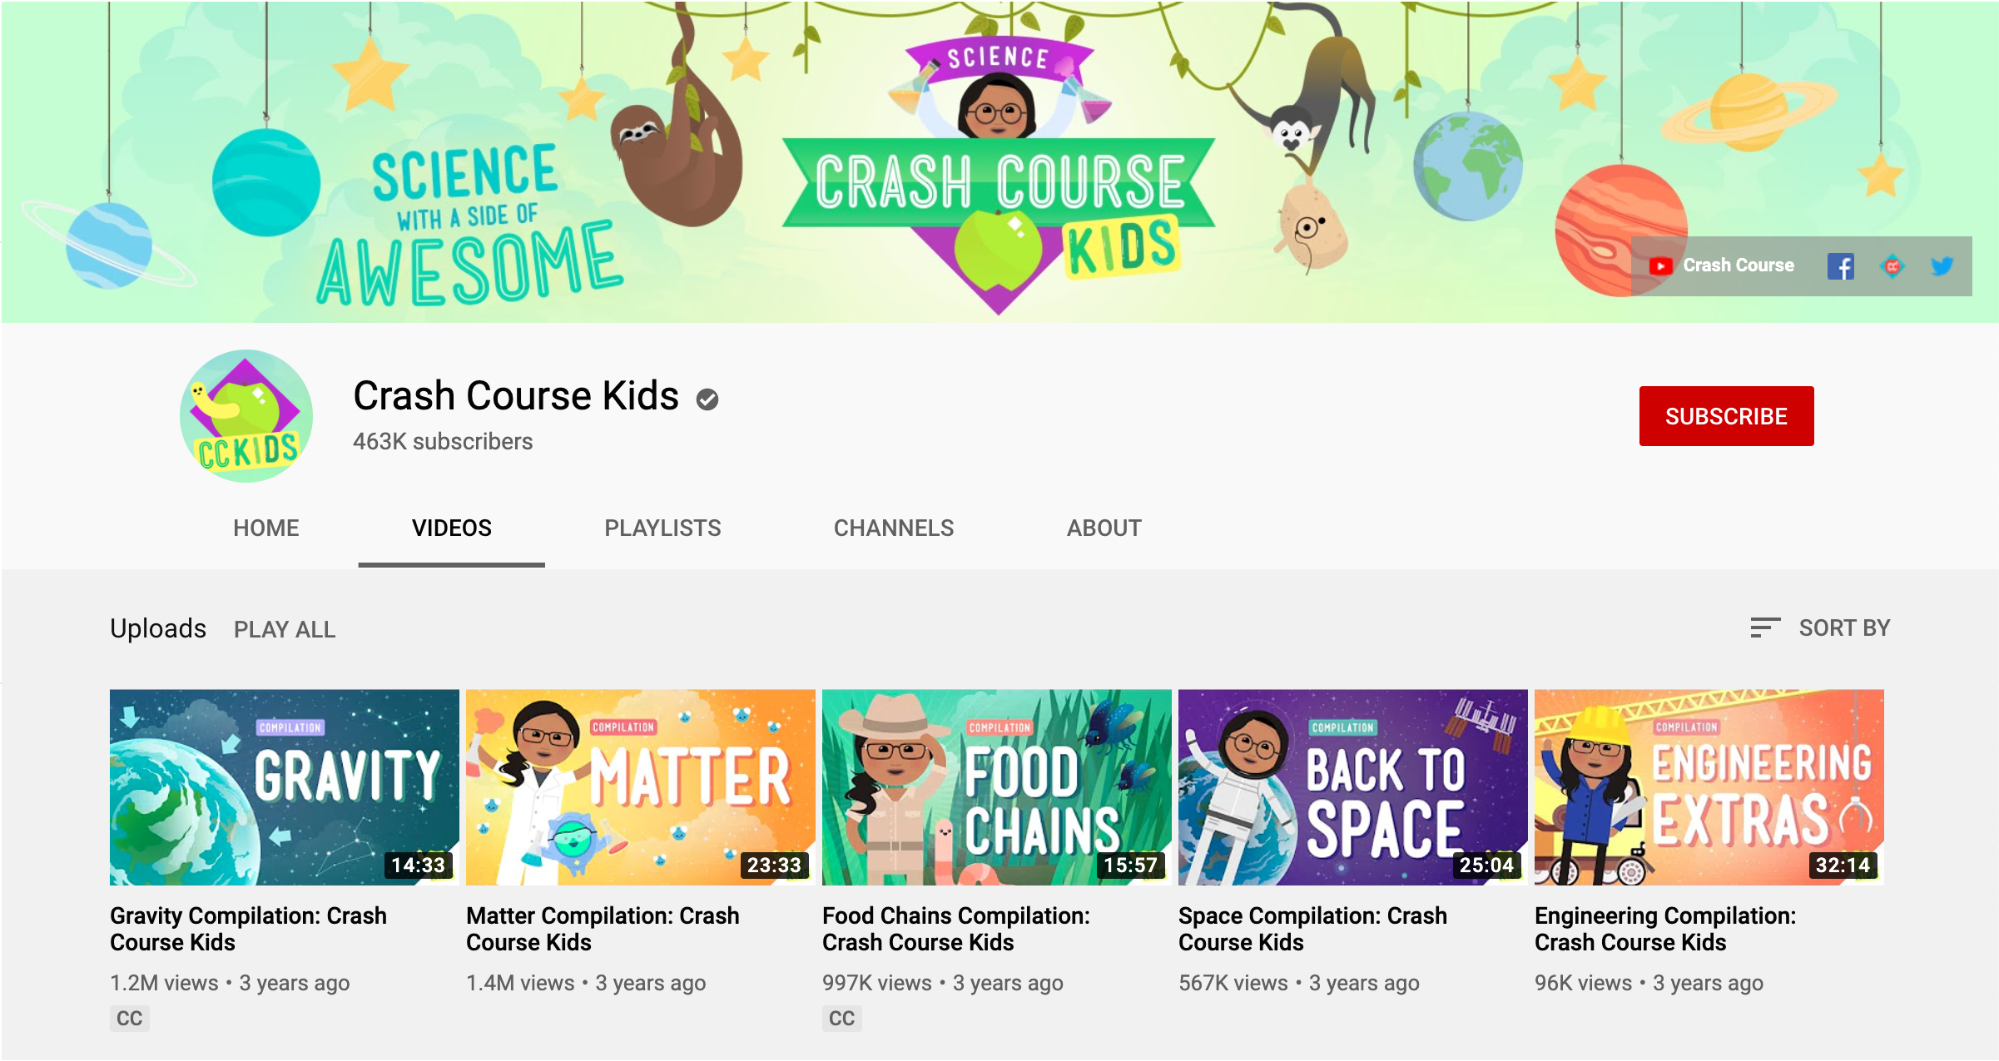 SCIENCE
CRASH COURSE
KIDS
SCIENCE
WITH A SIDE OF
AWESOME
Crash Course
Crash Course Kids
463K subscribers
CC KIDS
SUBSCRIBE
HOME VIDEOS PLAYLISTS CHANNELS ABOUT
Uploads PLAY ALL SORT BY
COMPILATION
GRAVITY
14:33
Gravity Compilation: Crash
Course Kids
1.2M views • 3 years ago
CC
COMPILATION
MATTER
23:33
Matter Compilation: Crash
Course Kids
1.4M views • 3 years ago
COMPILATION
FOOD
CHAINS
15:57
Food Chains Compilation:
Crash Course Kids
997K views • 3 years ago
CC
COMPILATION
BACK TO
SPACE
25:04
Space Compilation: Crash
Course Kids
567K views • 3 years ago
COMPILATION
ENGINEERING
EXTRAS
32:14
Engineering Compilation:
Crash Course Kids
96K views • 3 years ago